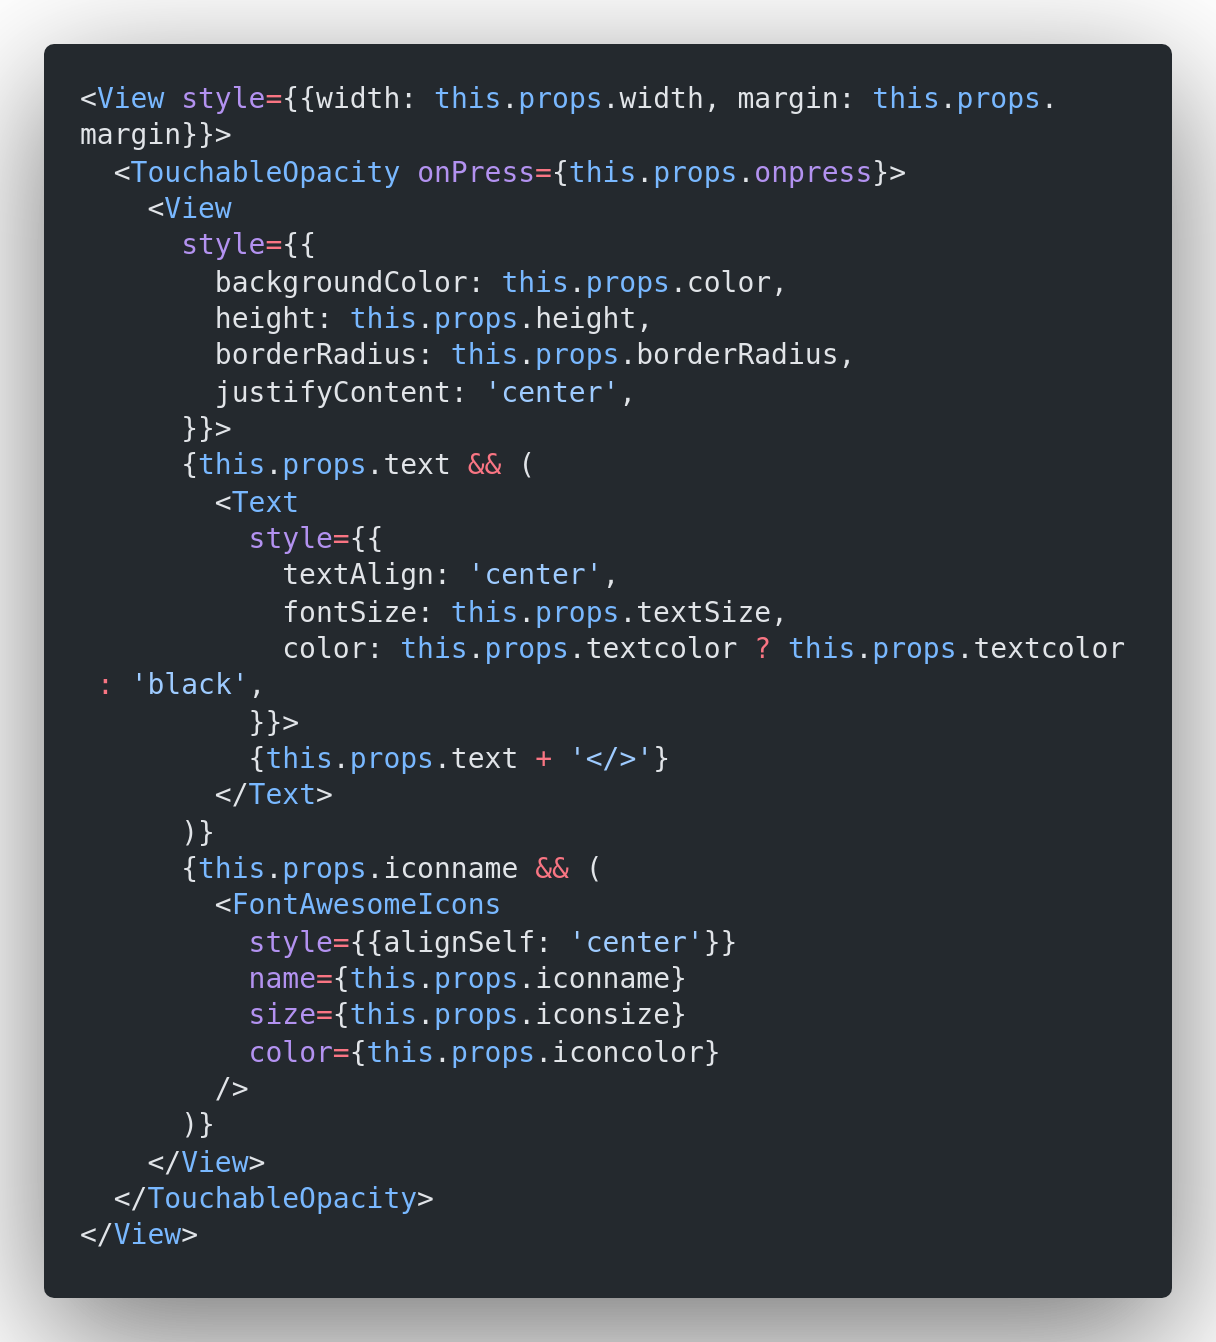 <View style={{width: this.props.width, margin: this.props.
margin}}>
  <TouchableOpacity onPress={this.props.onpress}>
    <View
      style={{
        backgroundColor: this.props.color,
        height: this.props.height,
        borderRadius: this.props.borderRadius,
        justifyContent: 'center',
      }}>
      {this.props.text && (
        <Text
          style={{
            textAlign: 'center',
            fontSize: this.props.textSize,
            color: this.props.textcolor ? this.props.textcolor
 : 'black',
          }}>
          {this.props.text + '</>'}
        </Text>
      )}
      {this.props.iconname && (
        <FontAwesomeIcons
          style={{alignSelf: 'center'}}
          name={this.props.iconname}
          size={this.props.iconsize}
          color={this.props.iconcolor}
        />
      )}
    </View>
  </TouchableOpacity>
</View>